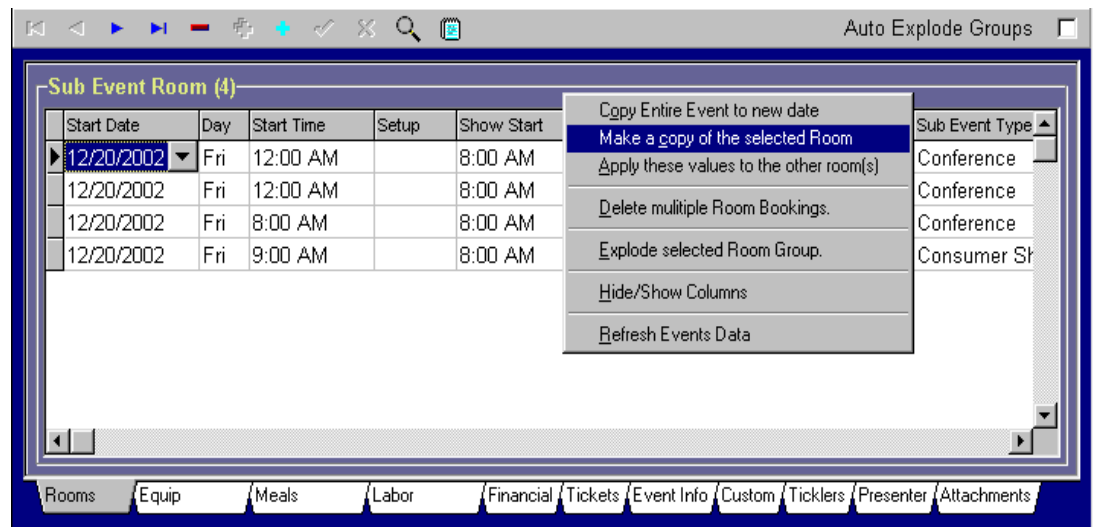 Auto Explode Groups
Sub Event Room (4)
Start Date Day Start Time Setup Show Start Sub Event Type
12/20/2002 Fri 12:00 AM 8:00 AM Conference
12/20/2002 Fri 12:00 AM 8:00 AM Conference
12/20/2002 Fri 8:00 AM 8:00 AM Conference
12/20/2002 Fri 9:00 AM 8:00 AM Consumer Sh
Copy Entire Event to new date
Make a copy of the selected Room
Apply these values to the other room(s)
Delete mulitiple Room Bookings.
Explode selected Room Group.
Hide/Show Columns
Refresh Events Data
Rooms Equip Meals Labor Financial Tickets Event Info Custom Ticklers Presenter Attachments